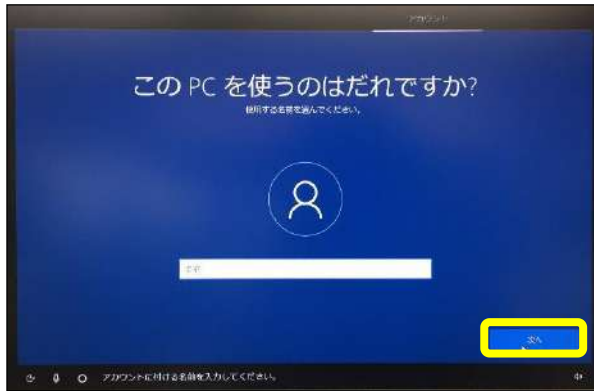 アカウント
この PC を使うのはだれですか?
使用する名前を選んでください。
名前
次へ
アカウントに付ける名前を入力してください。